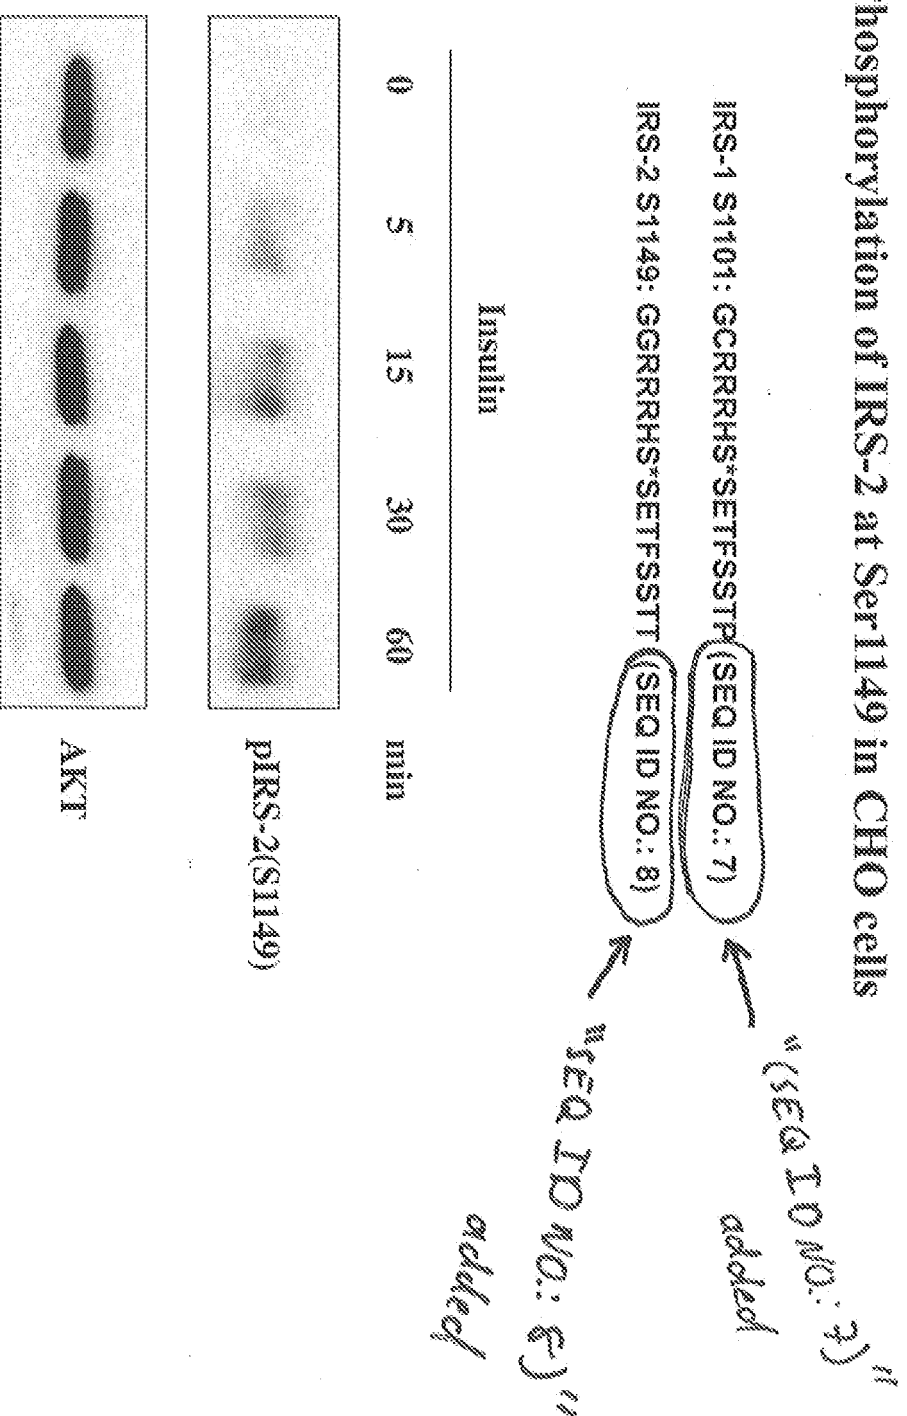 hosphorylation of IRS-2 at Ser1149 in CHO cells
IRS-1 S1101: GCRRRHS*SETFSSTP(SEQ ID NO.: 7)
IRS-2 S1149: GGRRRHS*SETFSSTT (SEQ ID NO.: 8)
"(SEQ ID NO.: 7)"
added
"SEQ ID NO.: 8)"
added
Insulin
0 5 15 30 60 min
pIRS-2(S1149)
AKT